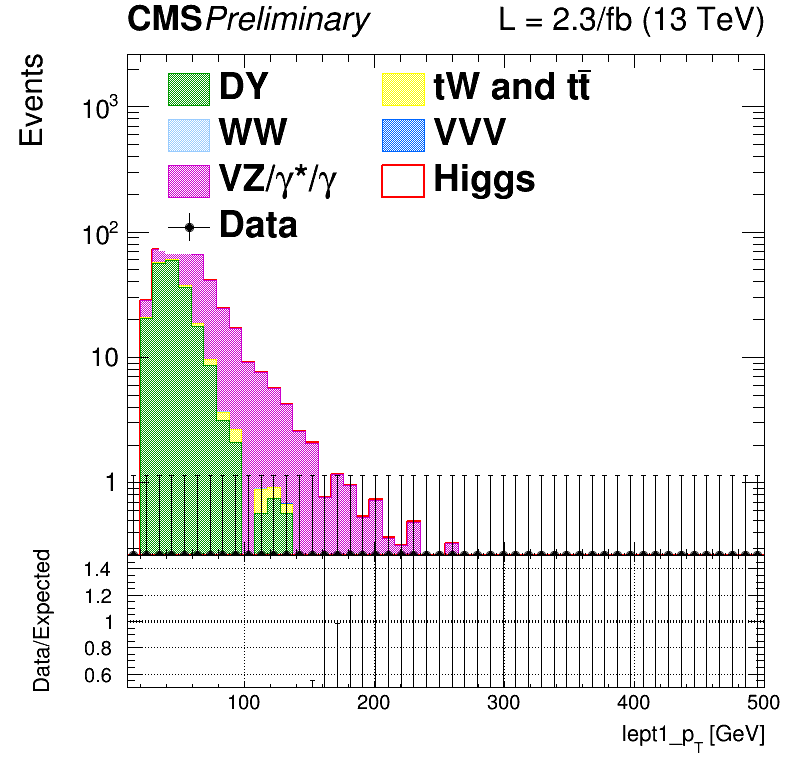 CMS Preliminary L = 2.3/fb (13 TeV)
Events
DY tW and tt̅
WW VVV
VZ/γ*/γ Higgs
Data
10³
10²
10
1
Data/Expected
1.4
1.2
1
0.8
0.6
100 200 300 400 500
lept1_p_T [GeV]